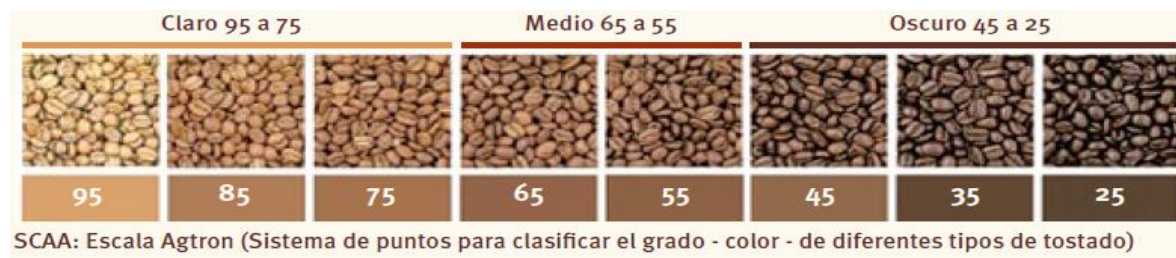 Claro 95 a 75 Medio 65 a 55 Oscuro 45 a 25
95 85 75 65 55 45 35 25
SCAA: Escala Agtron (Sistema de puntos para clasificar el grado - color - de diferentes tipos de tostado)